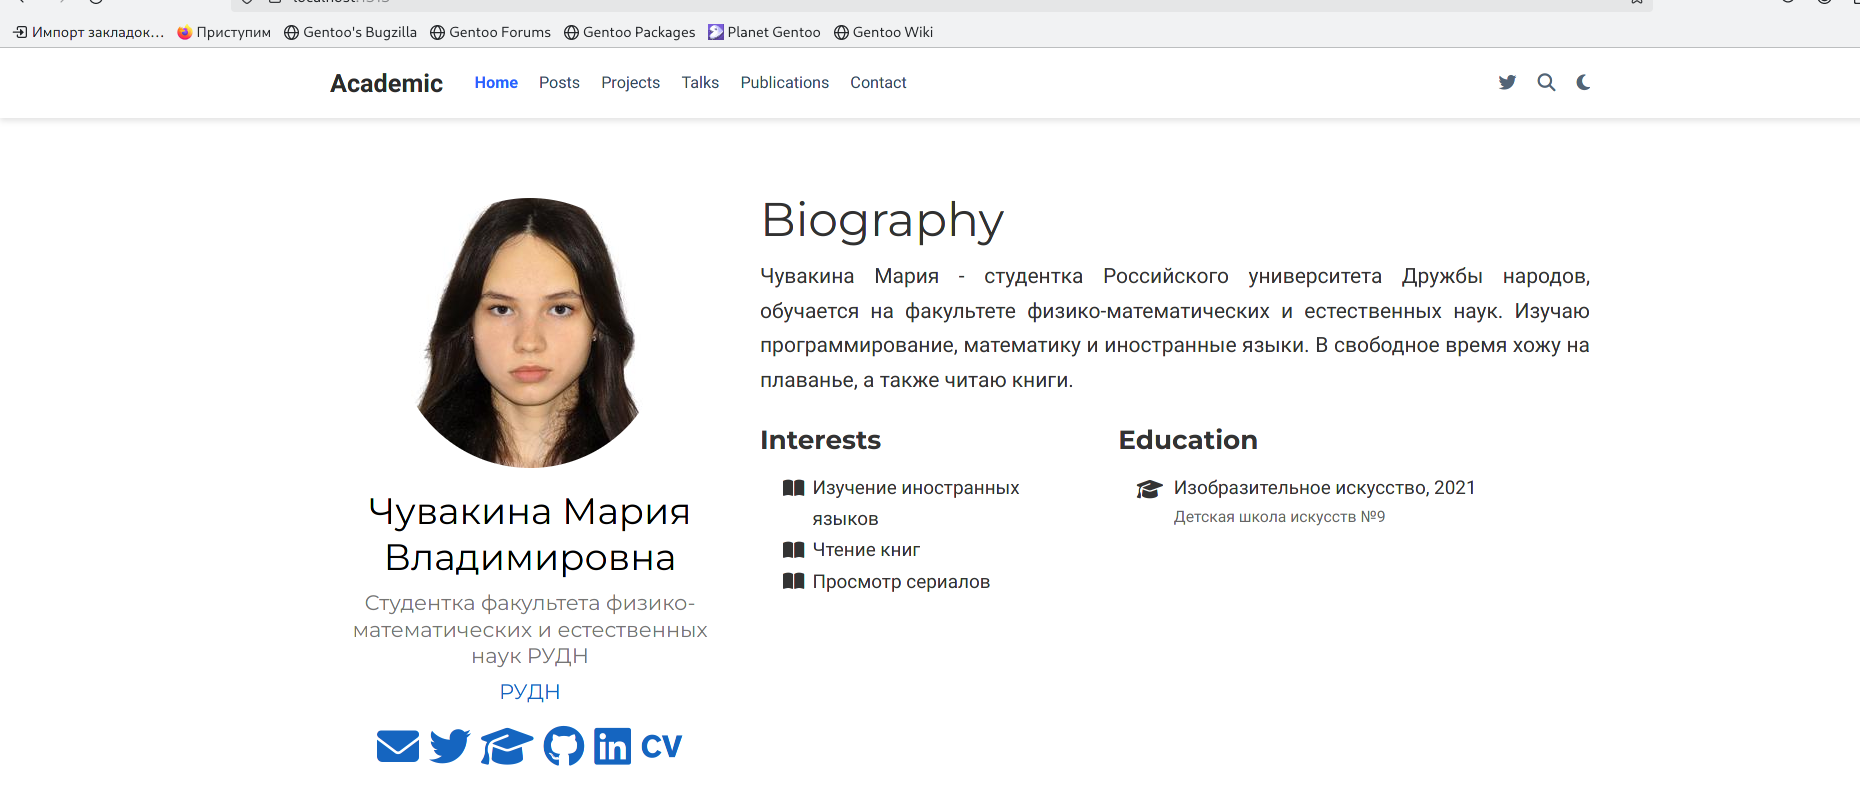 Импорт закладок...
Приступим
Gentoo's Bugzilla
Gentoo Forums
Gentoo Packages
Planet Gentoo
Gentoo Wiki
Academic
Home
Posts
Projects
Talks
Publications
Contact
Biography
Чувакина Мария - студентка Российского университета Дружбы народов,
обучается на факультете физико-математических и естественных наук. Изучаю
программирование, математику и иностранные языки. В свободное время хожу на
плаванье, а также читаю книги.
Чувакина Мария
Владимировна
Студентка факультета физико-
математических и естественных
наук РУДН
РУДН
CV
Interests
Изучение иностранных
языков
Чтение книг
Просмотр сериалов
Education
Изобразительное искусство, 2021
Детская школа искусств №9